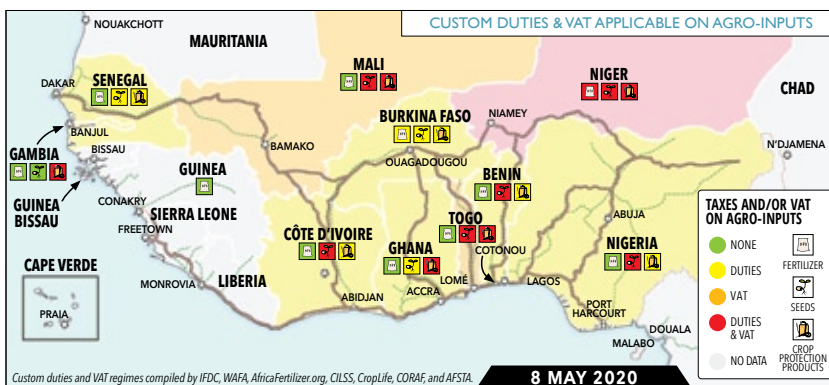 CUSTOM DUTIES & VAT APPLICABLE ON AGRO-INPUTS
NOUAKCHOTT
MAURITANIA
MALI
NIGER
CHAD
SENEGAL
DAKAR
BURKINA FASO
NIAMEY
BANJUL
BAMAKO
N'DJAMENA
GAMBIA
BISSAU
OUAGADOUGOU
GUINEA
BENIN
GUINEA
BISSAU
CONAKRY
SIERRA LEONE
FREETOWN
CÔTE D'IVOIRE
GHANA
TOGO
COTONOU
ABUJA
NIGERIA
CAPE VERDE
PRAIA
LIBERIA
MONROVIA
ABIDJAN
ACCRA
LOMÉ
LAGOS
PORT
HARCOURT
DOUALA
MALABO
TAXES AND/OR VAT
ON AGRO-INPUTS
NONE
DUTIES
VAT
DUTIES
& VAT
NO DATA
FERTILIZER
SEEDS
CROP
PROTECTION
PRODUCTS
Custom duties and VAT regimes compiled by IFDC, WAFA, AfricaFertilizer.org, CILSS, CropLife, CORAF, and AFSTA.
8 MAY 2020